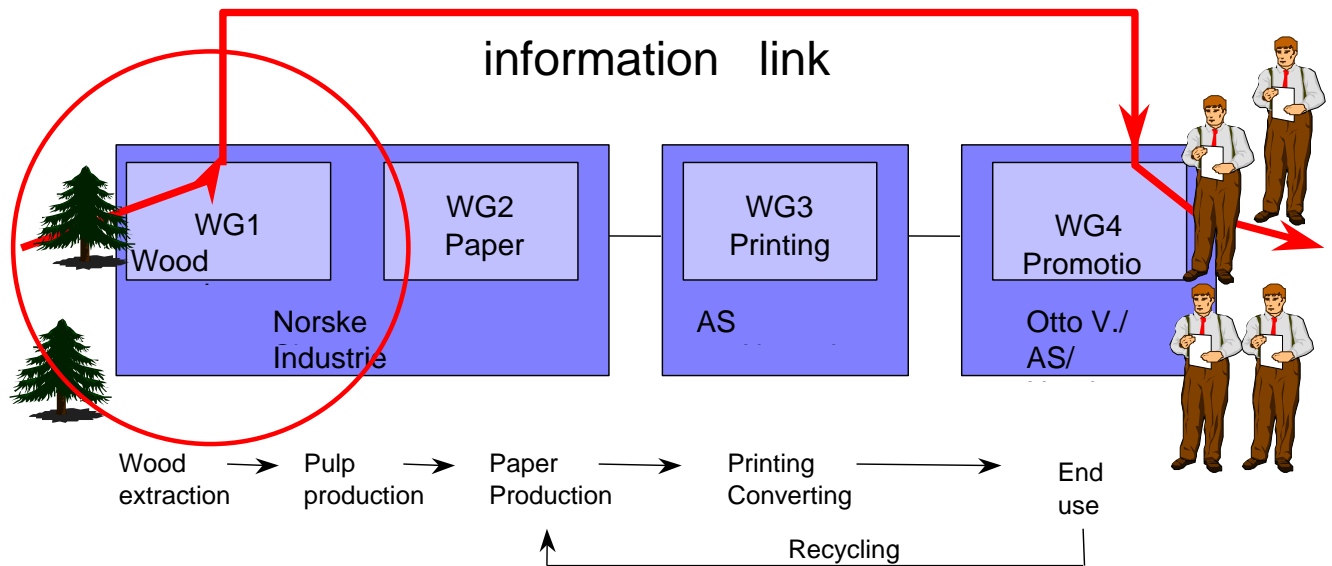 information link
WG1
Wood
WG2
Paper
WG3
Printing
WG4
Promotio
Norske
Industrie
AS
Otto V./
AS/
Wood
extraction
Pulp
production
Paper
Production
Printing
Converting
End
use
Recycling